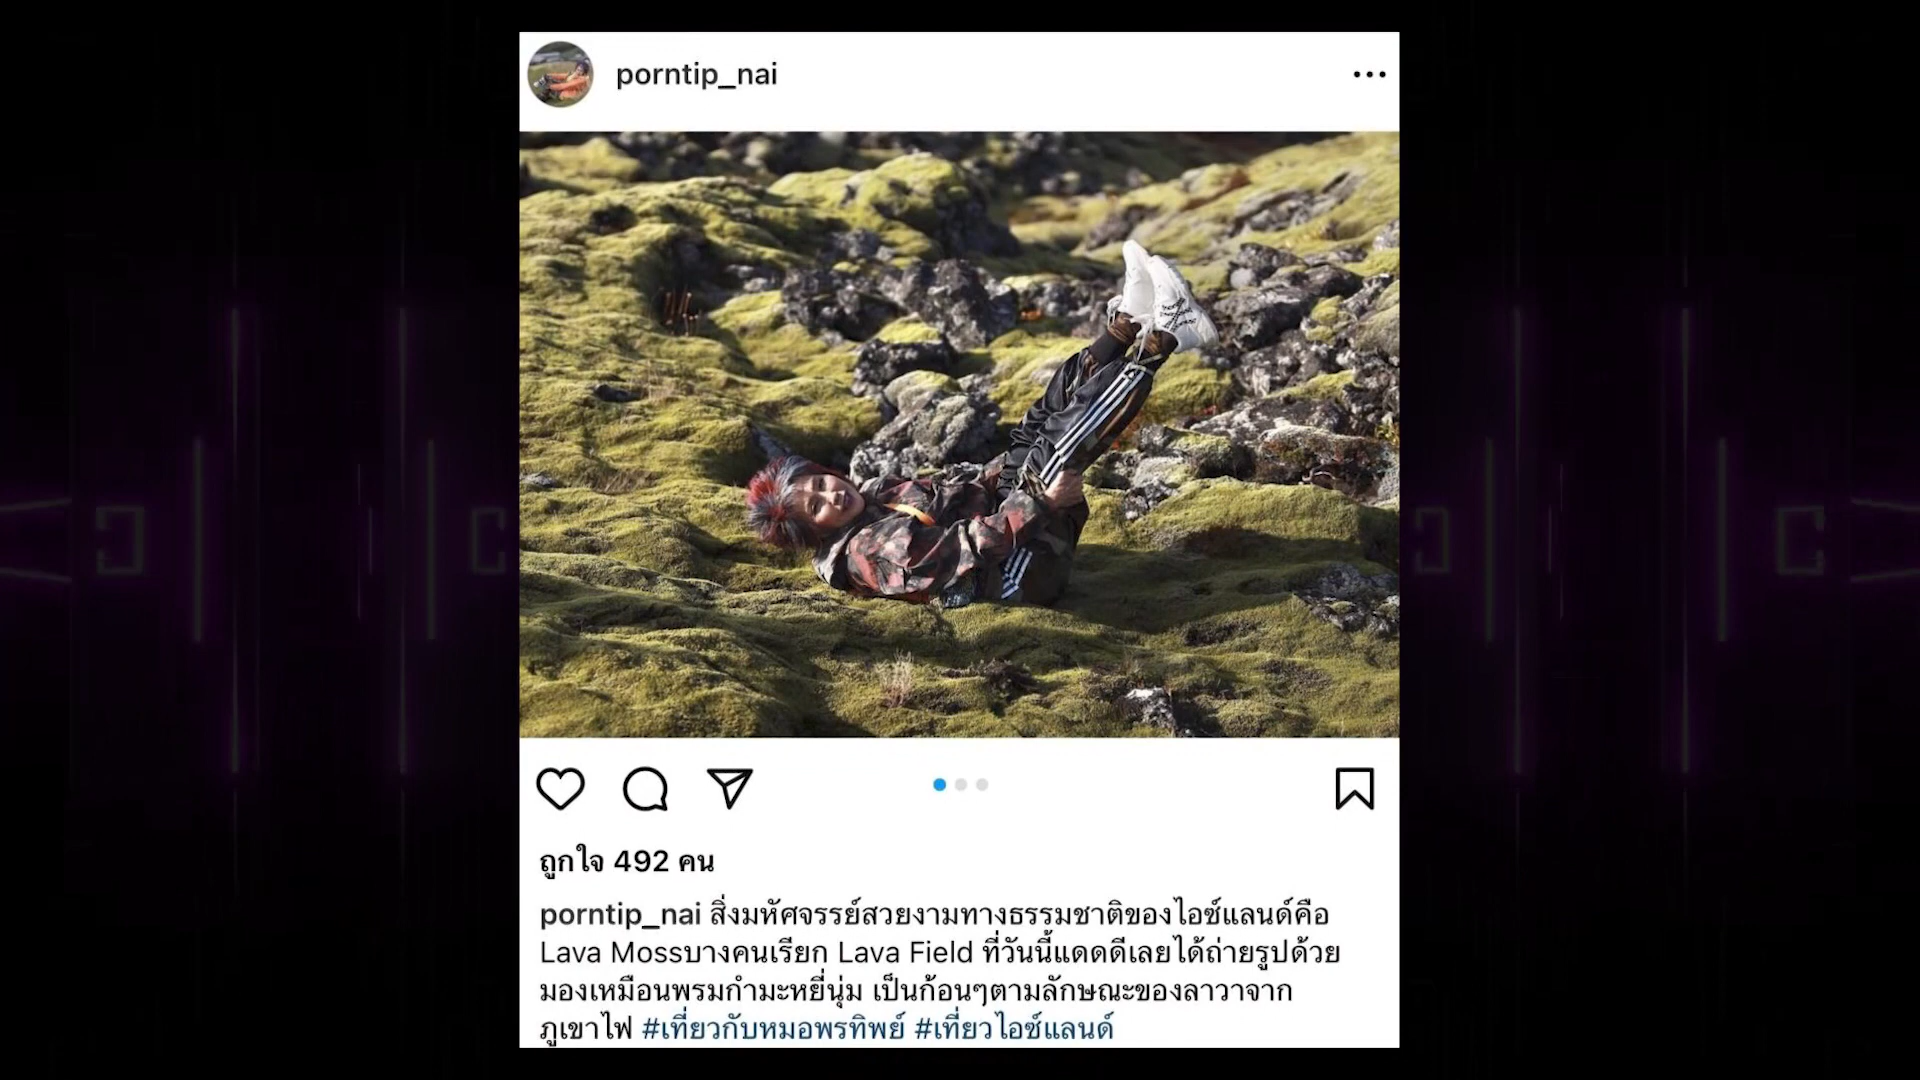 porntip_nai
ถูกใจ 492 คน
porntip_nai สิ่งมหัศจรรย์สวยงามทางธรรมชาติของไอซ์แลนด์คือ
Lava Mossบางคนเรียก Lava Field ที่วันนี้แดดดีเลยได้ถ่ายรูปด้วย
มองเหมือนพรมกำมะหยี่นุ่ม เป็นก้อนๆตามลักษณะของลาวาจาก
ภูเขาไฟ #เที่ยวกับหมอพรทิพย์ #เที่ยวไอซ์แลนด์